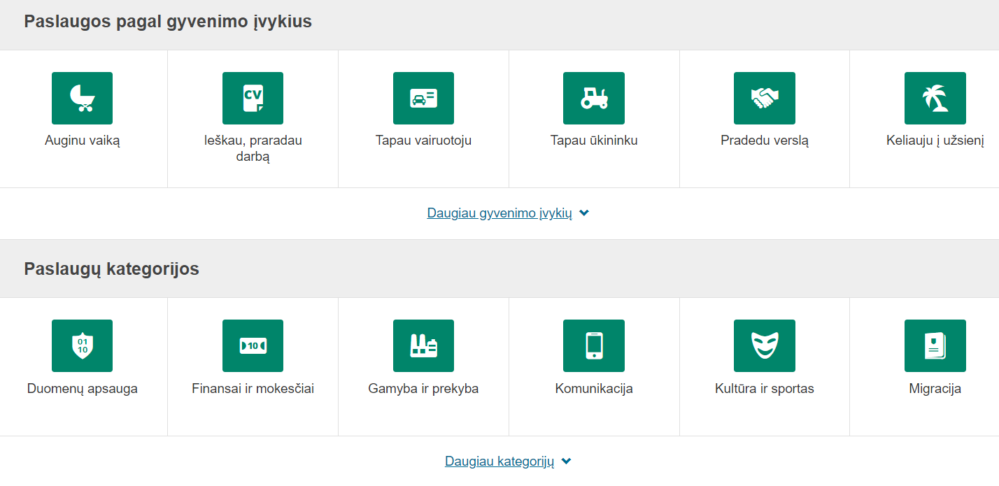 Paslaugos pagal gyvenimo įvykius
CV
Auginu vaiką
Ieškau, praradau
darbą
Tapau vairuotoju
Tapau ūkininku
Pradedu verslą
Keliauju į užsienį
Daugiau gyvenimo įvykių
Paslaugų kategorijos
01
10
10
Duomenų apsauga
Finansai ir mokesčiai
Gamyba ir prekyba
Komunikacija
Kultūra ir sportas
Migracija
Daugiau kategorijų